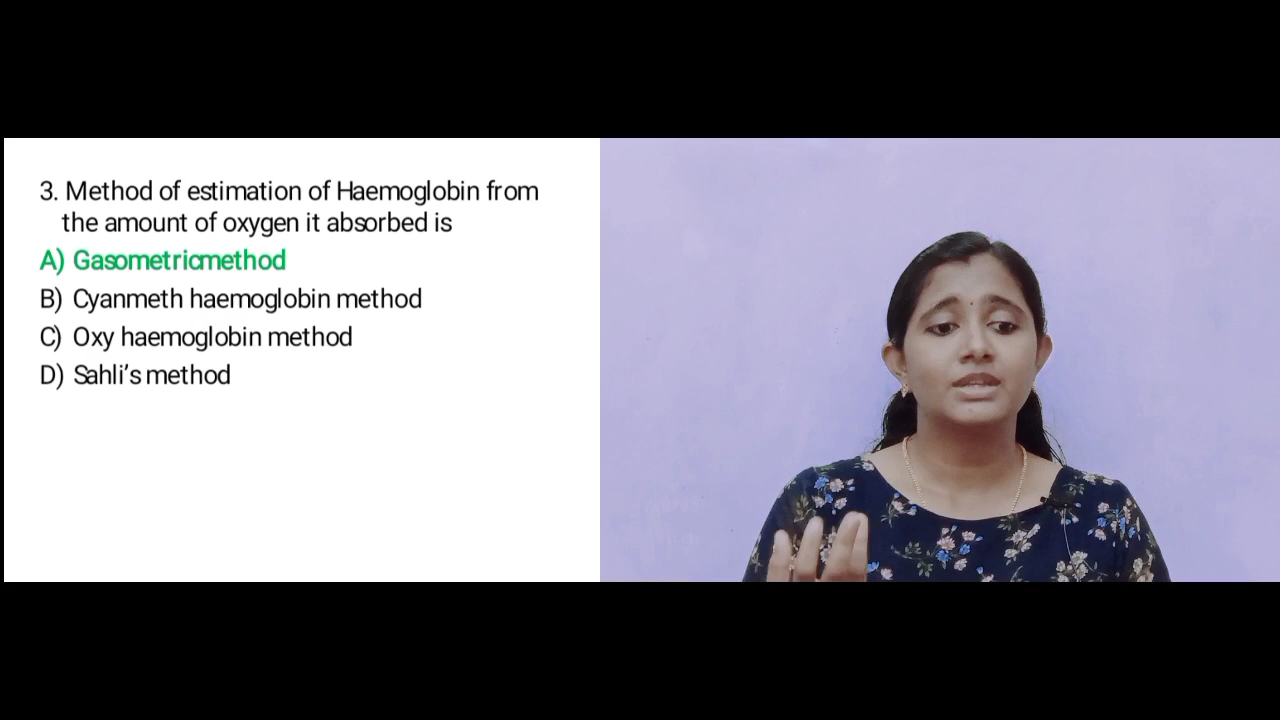 3. Method of estimation of Haemoglobin from
the amount of oxygen it absorbed is
A) Gasometricmethod
B) Cyanmeth haemoglobin method
C) Oxy haemoglobin method
D) Sahli's method